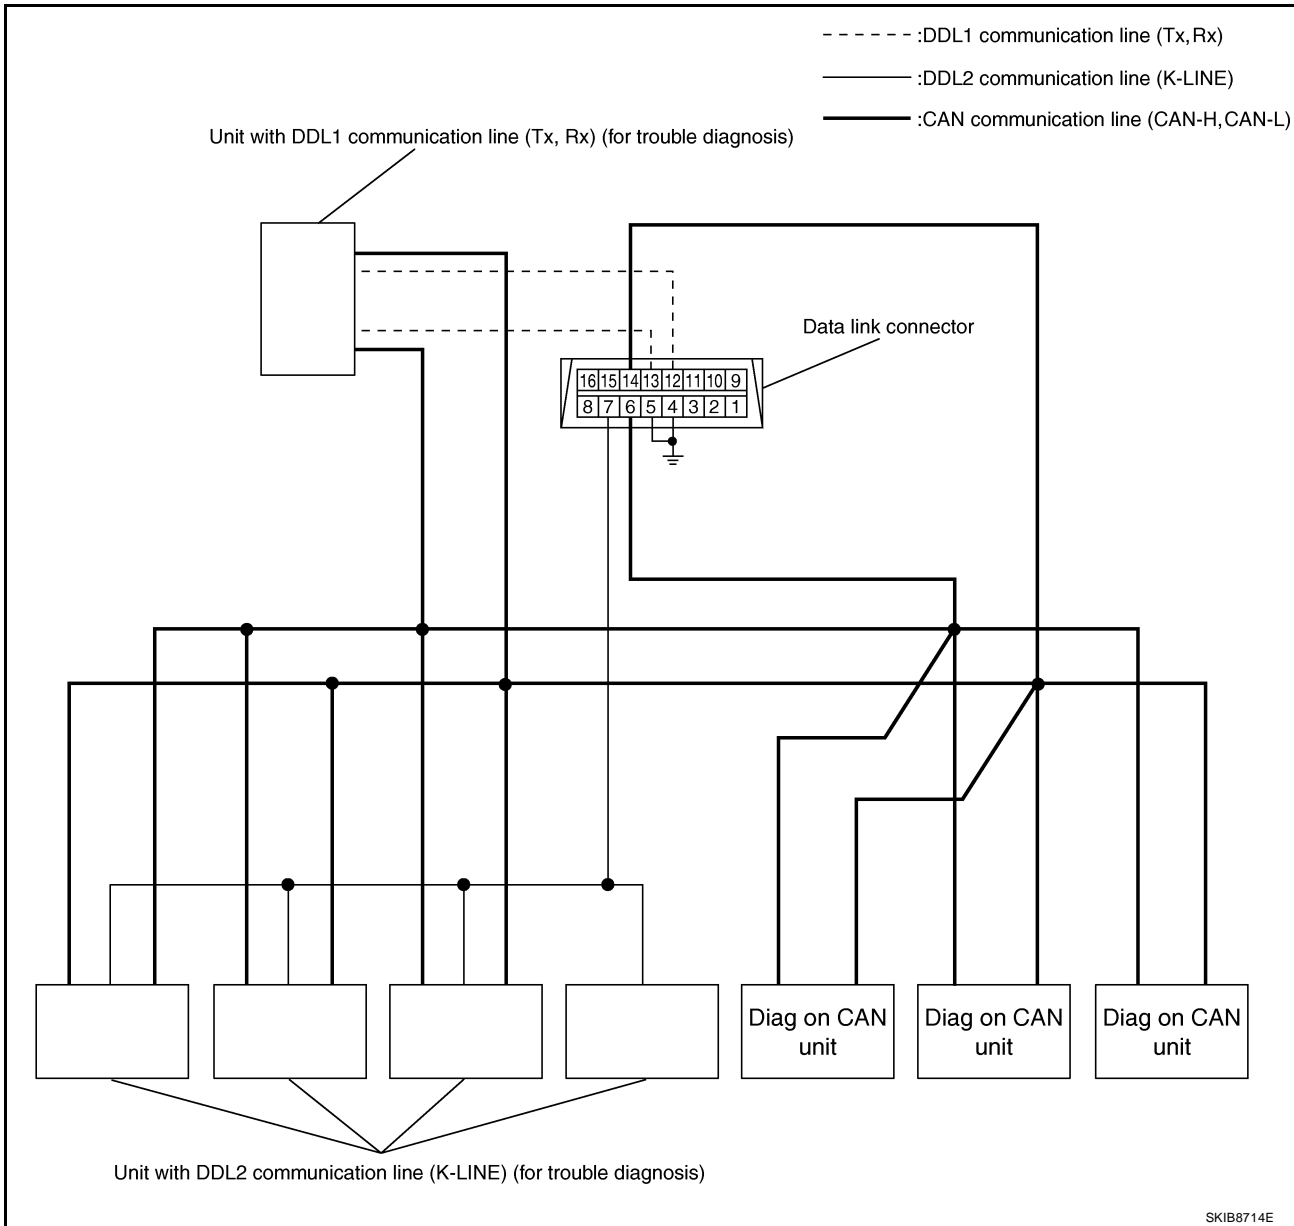 :DDL1 communication line (Tx,Rx)
:DDL2 communication line (K-LINE)
:CAN communication line (CAN-H,CAN-L)
Unit with DDL1 communication line (Tx, Rx) (for trouble diagnosis)
Data link connector
16 15 14 13 12 11 10 9
8 7 6 5 4 3 2 1
Diag on CAN
unit
Diag on CAN
unit
Diag on CAN
unit
Unit with DDL2 communication line (K-LINE) (for trouble diagnosis)
SKIB8714E